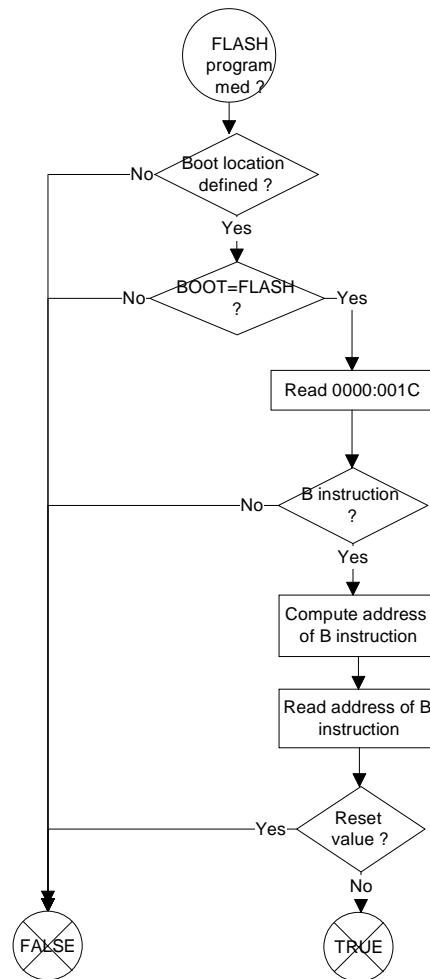 FLASH
program
med ?
No
Boot location
defined ?
Yes
No
BOOT=FLASH
?
Yes
Read 0000:001C
No
B instruction
?
Yes
Compute address
of B instruction
Read address of B
instruction
Yes
Reset
value ?
No
FALSE
TRUE